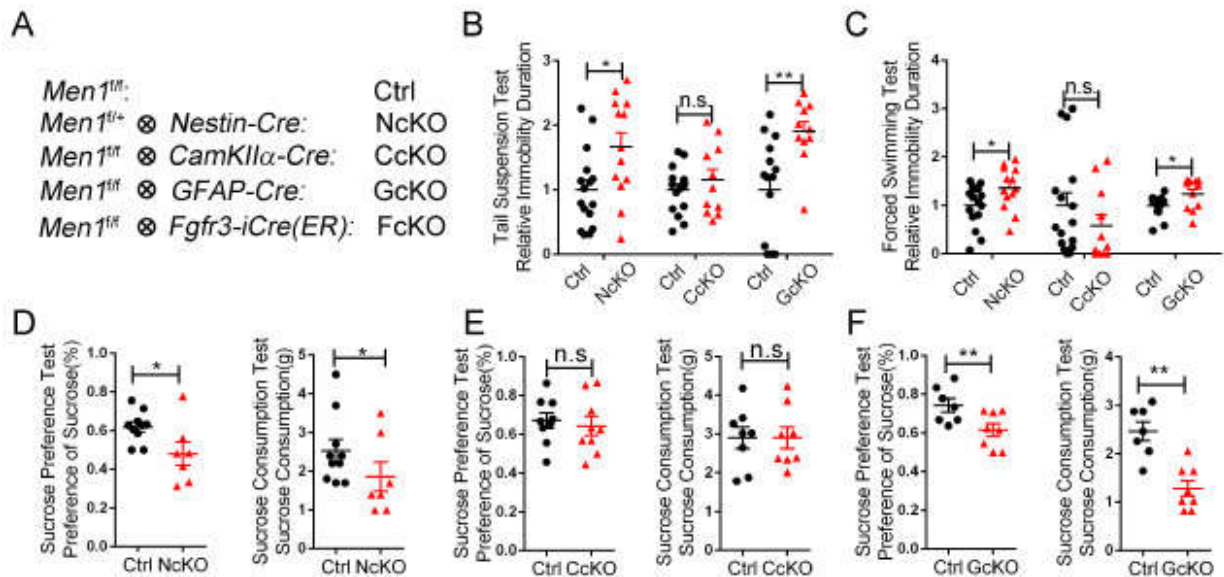 A
Men1f/f: Ctrl
Men1f/+ ⊗ Nestin-Cre: NcKO
Men1f/f ⊗ CamKIIα-Cre: CcKO
Men1f/f ⊗ GFAP-Cre: GcKO
Men1f/f ⊗ Fgfr3-iCre(ER): FcKO
B
Tail Suspension Test
Relative Immobility Duration
3
2
1
0
*
n.s
**
Ctrl NcKO Ctrl CcKO Ctrl GcKO
C
Forced Swimming Test
Relative Immobility Duration
4
3
2
1
0
*
n.s.
*
Ctrl NcKO Ctrl CcKO Ctrl GcKO
D
Sucrose Preference Test
Preference of Sucrose(%)
1.0
0.8
0.6
0.4
0.2
0.0
*
Ctrl NcKO
Sucrose Consumption Test
Sucrose Consumption(g)
5
4
3
2
1
0
*
Ctrl NcKO
E
Sucrose Preference Test
Preference of Sucrose(%)
1.0
0.8
0.6
0.4
0.2
0.0
n.s
Ctrl CcKO
Sucrose Consumption Test
Sucrose Consumption(g)
5
4
3
2
1
0
n.s
Ctrl CcKO
F
Sucrose Preference Test
Preference of Sucrose(%)
1.0
0.8
0.6
0.4
0.2
0.0
**
Ctrl GcKO
Sucrose Consumption Test
Sucrose Consumption(g)
4
3
2
1
0
**
Ctrl GcKO